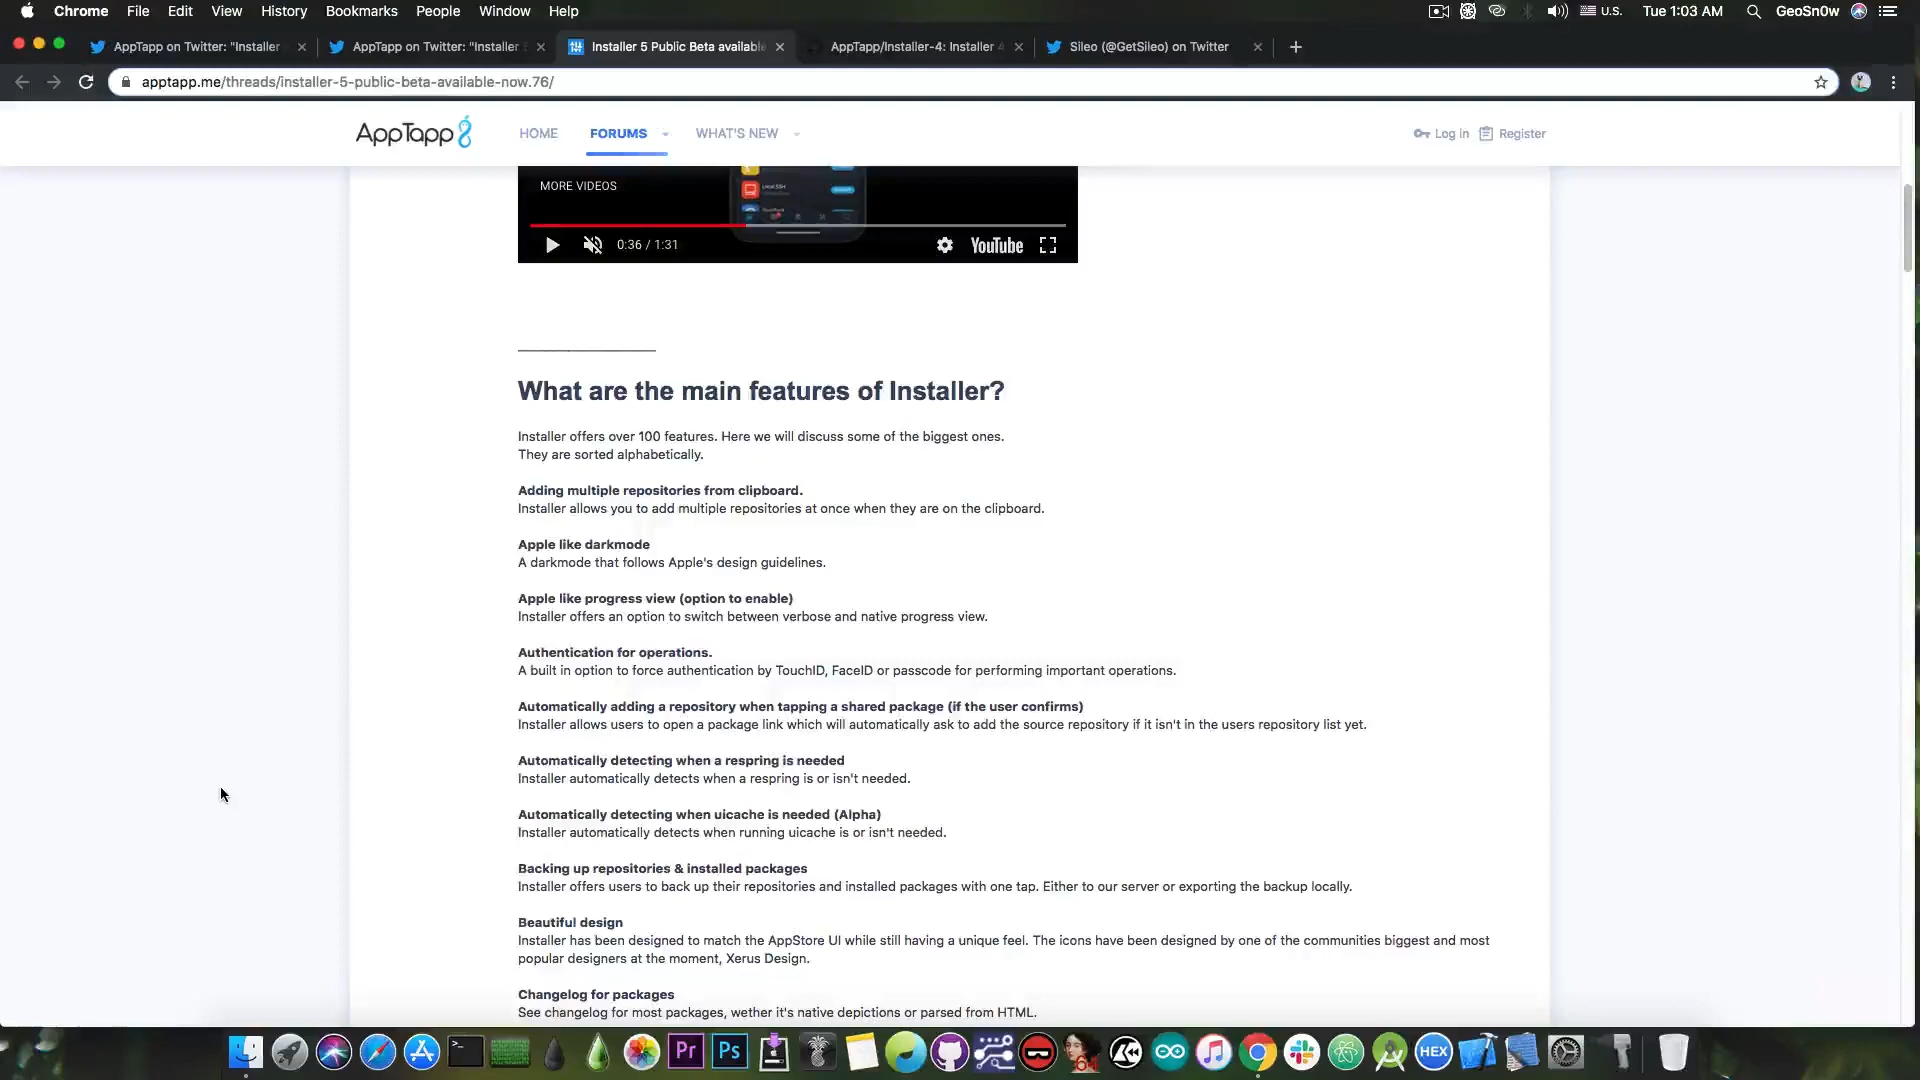 Chrome File Edit View History Bookmarks People Window Help U.S. Tue 1:03 AM GeoSn0w
AppTapp on Twitter: "Installer
AppTapp on Twitter: "Installer
Installer 5 Public Beta available
AppTapp/Installer-4: Installer
Sileo (@GetSileo) on Twitter
apptapp.me/threads/installer-5-public-beta-available-now.76/
AppTapp HOME FORUMS WHAT'S NEW Log in Register
MORE VIDEOS
0:36 / 1:31 YouTube
What are the main features of Installer?
Installer offers over 100 features. Here we will discuss some of the biggest ones.
They are sorted alphabetically.
Adding multiple repositories from clipboard.
Installer allows you to add multiple repositories at once when they are on the clipboard.
Apple like darkmode
A darkmode that follows Apple's design guidelines.
Apple like progress view (option to enable)
Installer offers an option to switch between verbose and native progress view.
Authentication for operations.
A built in option to force authentication by TouchID, FaceID or passcode for performing important operations.
Automatically adding a repository when tapping a shared package (if the user confirms)
Installer allows users to open a package link which will automatically ask to add the source repository if it isn't in the users repository list yet.
Automatically detecting when a respring is needed
Installer automatically detects when a respring is or isn't needed.
Automatically detecting when uicache is needed (Alpha)
Installer automatically detects when running uicache is or isn't needed.
Backing up repositories & installed packages
Installer offers users to back up their repositories and installed packages with one tap. Either to our server or exporting the backup locally.
Beautiful design
Installer has been designed to match the AppStore UI while still having a unique feel. The icons have been designed by one of the communities biggest and most
popular designers at the moment, Xerus Design.
Changelog for packages
See changelog for most packages, wether it's native depictions or parsed from HTML.
Pr Ps 64 HEX